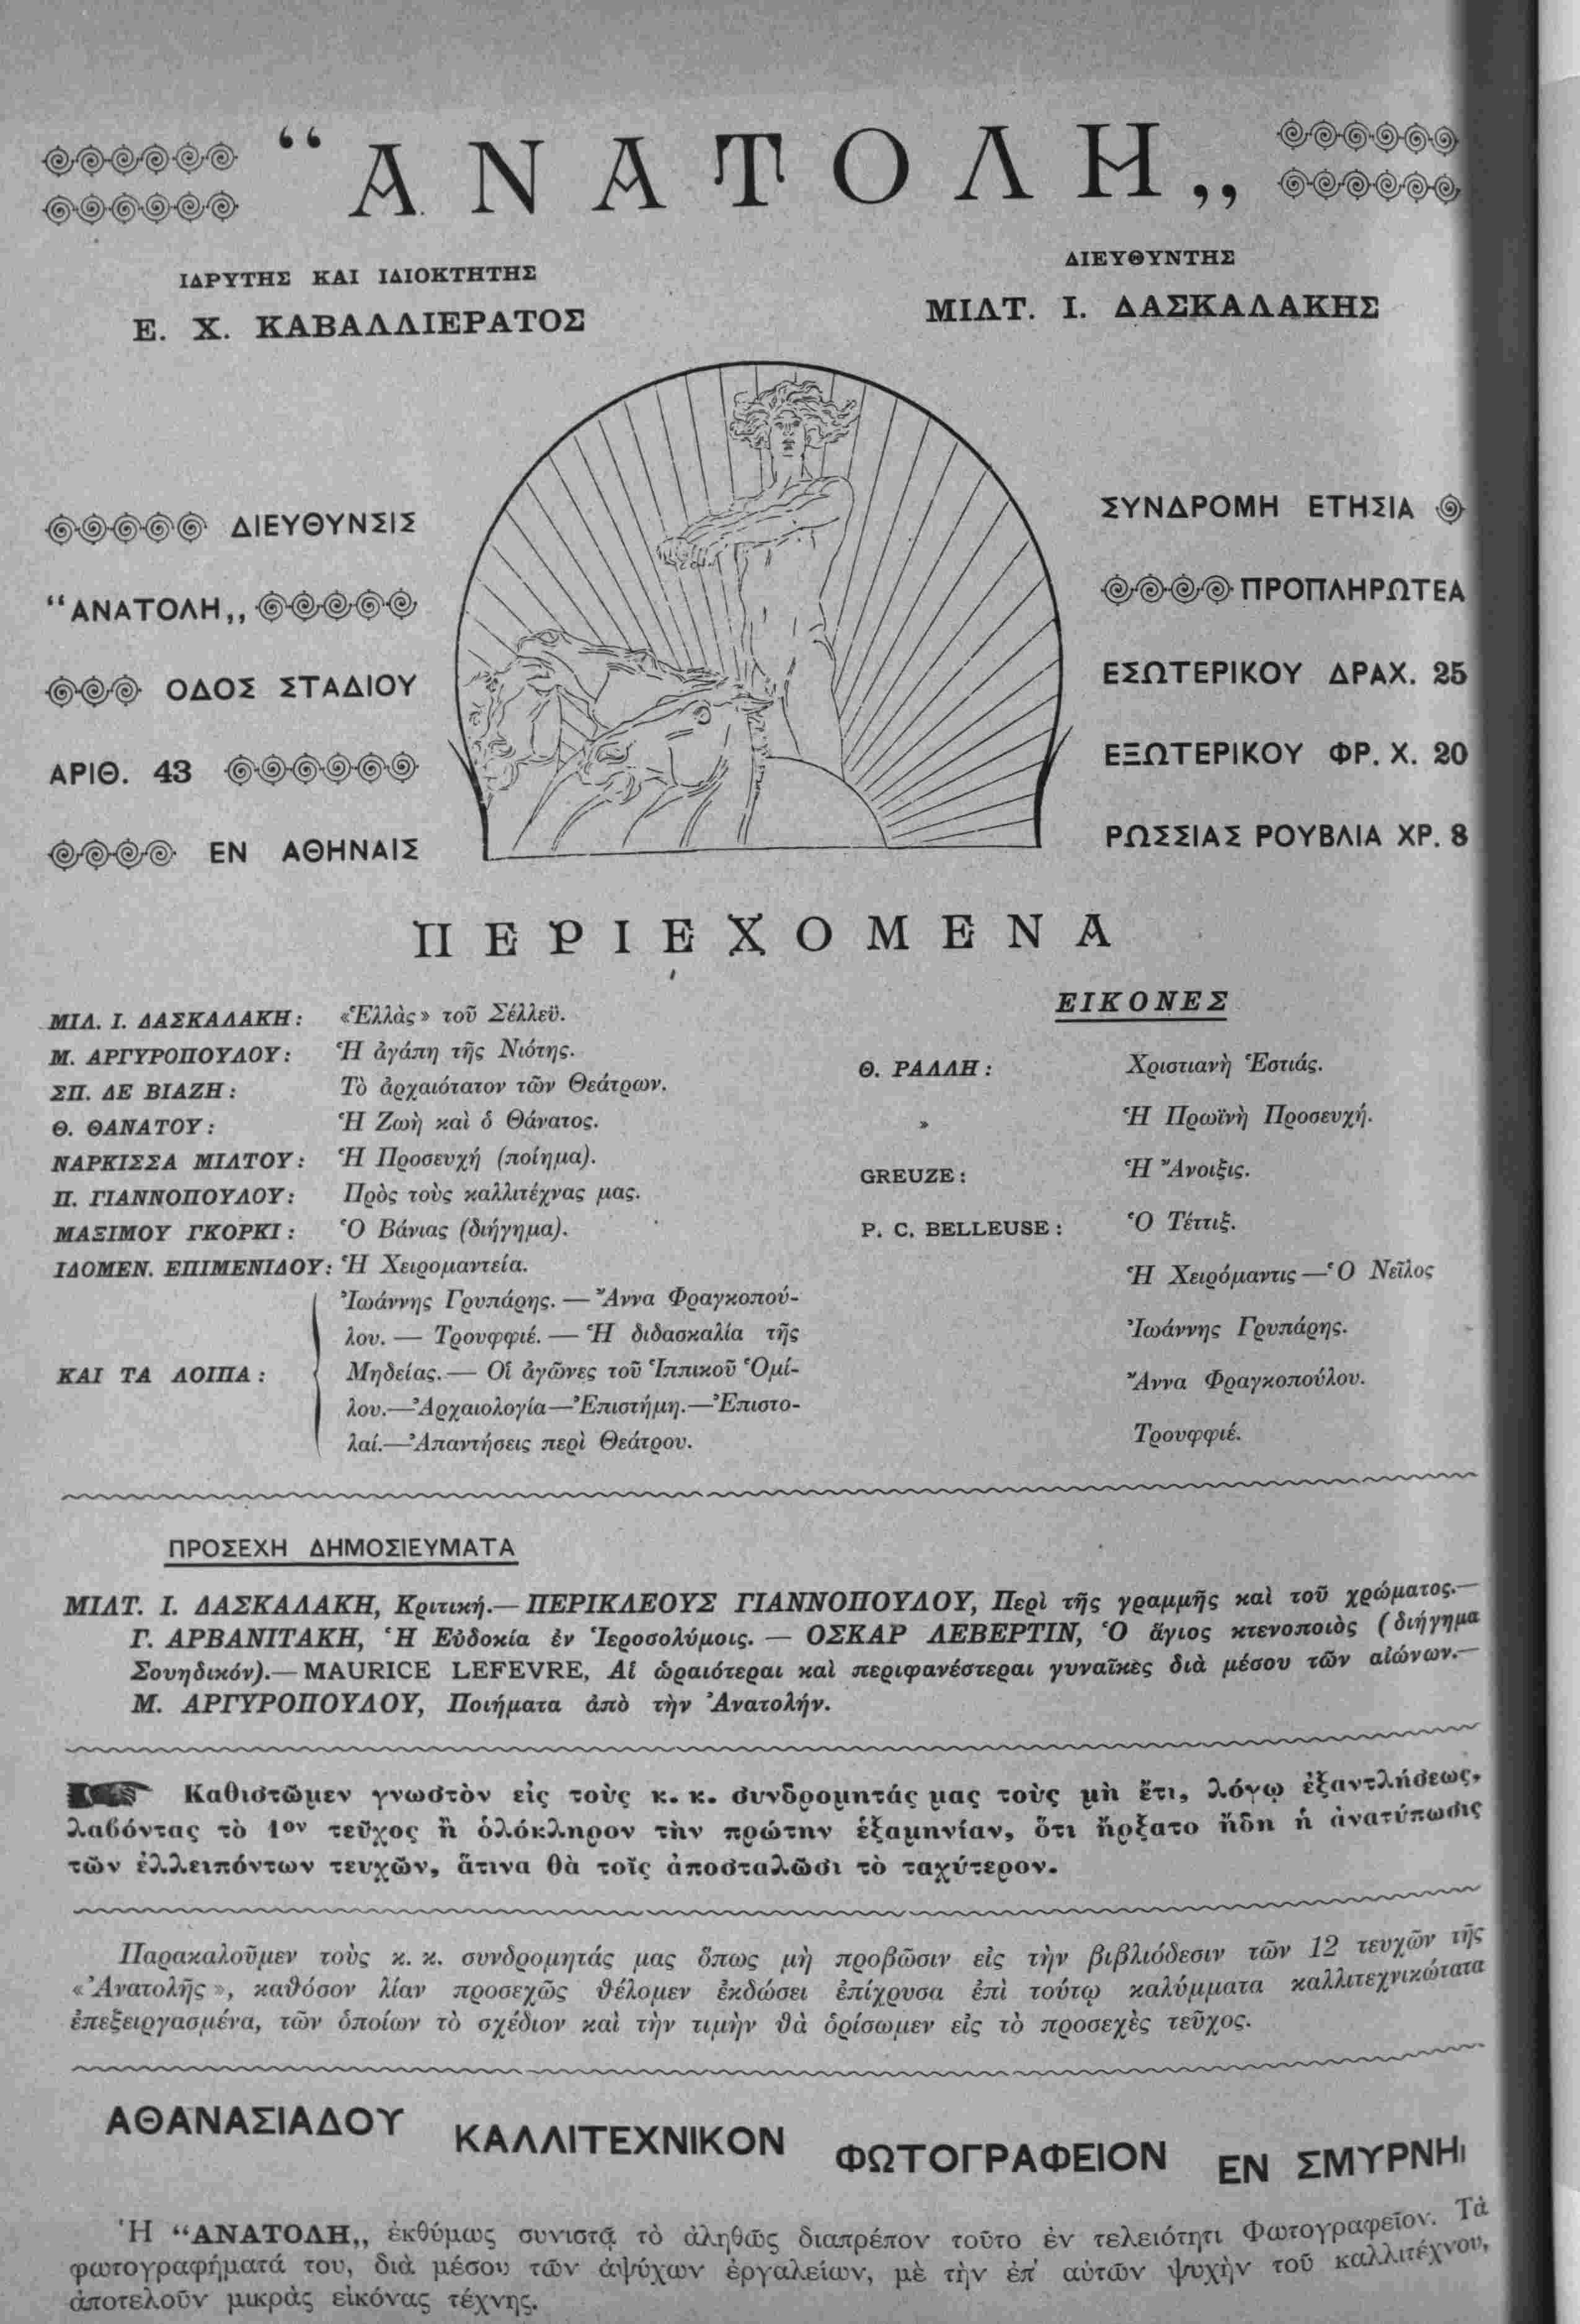 “ΑΝΑΤΟΛΗ„
ΙΔΡΥΤΗΣ ΚΑΙ ΙΔΙΟΚΤΗΤΗΣ
Ε. Χ. ΚΑΒΑΛΛΙΕΡΑΤΟΣ
ΔΙΕΥΘΥΝΤΗΣ
ΜΙΛΤ. Ι. ΔΑΣΚΑΛΑΚΗΣ
ΔΙΕΥΘΥΝΣΙΣ
“ΑΝΑΤΟΛΗ„
ΟΔΟΣ ΣΤΑΔΙΟΥ
ΑΡΙΘ. 43
ΕΝ ΑΘΗΝΑΙΣ
ΣΥΝΔΡΟΜΗ ΕΤΗΣΙΑ
ΠΡΟΠΛΗΡΩΤΕΑ
ΕΣΩΤΕΡΙΚΟΥ ΔΡΑΧ. 25
ΕΞΩΤΕΡΙΚΟΥ ΦΡ. Χ. 20
ΡΩΣΣΙΑΣ ΡΟΥΒΛΙΑ ΧΡ. 8
ΠΕΡΙΕΧΟΜΕΝΑ
ΜΙΛ. Ι. ΔΑΣΚΑΛΑΚΗ: «Ἑλλὰς» τοῦ Σέλλεϋ.
Μ. ΑΡΓΥΡΟΠΟΥΛΟΥ: Ἡ ἀγάπη τῆς Νιότης.
ΣΠ. ΔΕ ΒΙΑΖΗ: Τὸ ἀρχαιότατον τῶν Θεάτρων.
Θ. ΘΑΝΑΤΟΥ: Ἡ Ζωὴ καὶ ὁ Θάνατος.
ΝΑΡΚΙΣΣΑ ΜΙΛΤΟΥ: Ἡ Προσευχή (ποίημα).
Π. ΓΙΑΝΝΟΠΟΥΛΟΥ: Πρὸς τοὺς καλλιτέχνας μας.
ΜΑΞΙΜΟΥ ΓΚΟΡΚΙ: Ὁ Βάνιας (διήγημα).
ΙΔΟΜΕΝ. ΕΠΙΜΕΝΙΔΟΥ: Ἡ Χειρομαντεία.
Ἰωάννης Γρυπάρης. — Ἄννα Φραγκοπού-
λου. — Τρουφφιέ. — Ἡ διδασκαλία τῆς
ΚΑΙ ΤΑ ΛΟΙΠΑ: Μηδείας. — Οἱ ἀγῶνες τοῦ Ἱππικοῦ Ὁμί-
λου.—Ἀρχαιολογία—Ἐπιστήμη.—Ἐπιστο-
λαί.—Ἀπαντήσεις περὶ Θεάτρου.
ΕΙΚΟΝΕΣ
Θ. ΡΑΛΛΗ: Χριστιανὴ Ἑστιάς.
» Ἡ Πρωϊνὴ Προσευχή.
GREUZE: Ἡ Ἄνοιξις.
P. C. BELLEUSE: Ὁ Τέττιξ.
Ἡ Χειρόμαντις — Ὁ Νεῖλος
Ἰωάννης Γρυπάρης.
Ἄννα Φραγκοπούλου.
Τρουφφιέ.
ΠΡΟΣΕΧΗ ΔΗΜΟΣΙΕΥΜΑΤΑ
ΜΙΛΤ. Ι. ΔΑΣΚΑΛΑΚΗ, Κριτική.— ΠΕΡΙΚΛΕΟΥΣ ΓΙΑΝΝΟΠΟΥΛΟΥ, Περὶ τῆς γραμμῆς καὶ τοῦ χρώματος.—
Γ. ΑΡΒΑΝΙΤΑΚΗ, Ἡ Εὐδοκία ἐν Ἱεροσολύμοις. — ΟΣΚΑΡ ΛΕΒΕΡΤΙΝ, Ὁ ἅγιος κτενοποιὸς (διήγημα
Σουηδικόν).— MAURICE LEFEVRE, Αἱ ὡραιότεραι καὶ περιφανέστεραι γυναῖκες διὰ μέσου τῶν αἰώνων.—
Μ. ΑΡΓΥΡΟΠΟΥΛΟΥ, Ποιήματα ἀπὸ τὴν Ἀνατολήν.
Καθιστῶμεν γνωστὸν εἰς τοὺς κ. κ. συνδρομητάς μας τοὺς μὴ ἔτι, λόγῳ ἐξαντλήσεως,
λαβόντας τὸ 1ον τεῦχος ἢ ὁλόκληρον τὴν πρώτην ἑξαμηνίαν, ὅτι ἤρξατο ἤδη ἡ ἀνατύπωσις
τῶν ἐλλειπόντων τευχῶν, ἅτινα θὰ τοῖς ἀποσταλῶσι τὸ ταχύτερον.
Παρακαλοῦμεν τοὺς κ. κ. συνδρομητάς μας ὅπως μὴ προβῶσιν εἰς τὴν βιβλιόδεσιν τῶν 12 τευχῶν τῆς
«Ἀνατολῆς», καθόσον λίαν προσεχῶς θέλομεν ἐκδώσει ἐπίχρυσα ἐπὶ τούτῳ καλύμματα καλλιτεχνικώτατα
ἐπεξειργασμένα, τῶν ὁποίων τὸ σχέδιον καὶ τὴν τιμὴν θὰ ὁρίσωμεν εἰς τὸ προσεχὲς τεῦχος.
ΑΘΑΝΑΣΙΑΔΟΥ ΚΑΛΛΙΤΕΧΝΙΚΟΝ ΦΩΤΟΓΡΑΦΕΙΟΝ ΕΝ ΣΜΥΡΝΗι
Ἡ “ΑΝΑΤΟΛΗ„ ἐκθύμως συνιστᾷ τὸ ἀληθῶς διαπρέπον τοῦτο ἐν τελειότητι Φωτογραφεῖον. Τὰ
φωτογραφήματά του, διὰ μέσου τῶν ἀψύχων ἐργαλείων, μὲ τὴν ἐπ' αὐτῶν ψυχὴν τοῦ καλλιτέχνου,
ἀποτελοῦν μικρὰς εἰκόνας τέχνης.